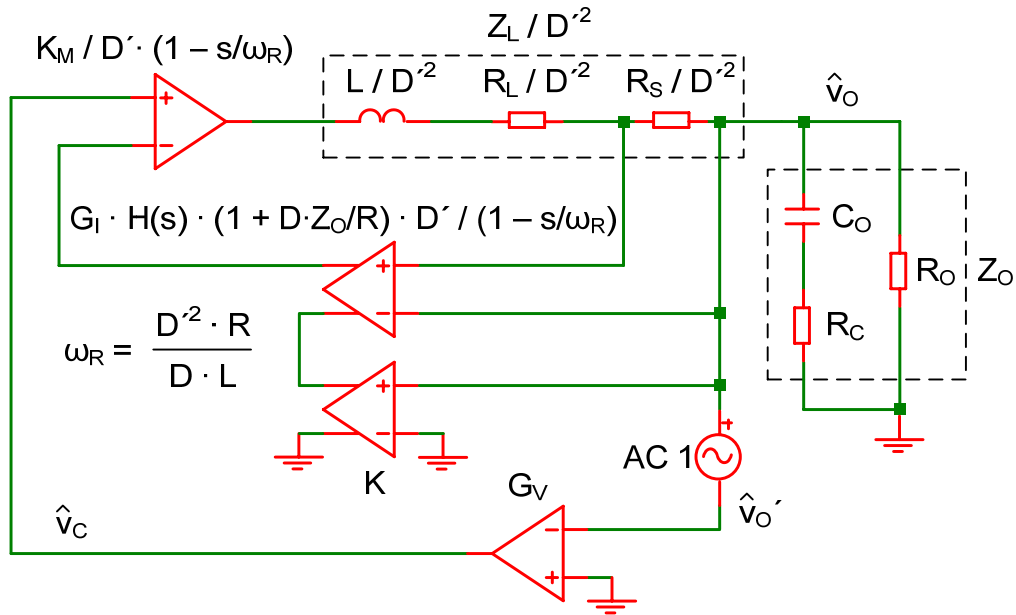 Z_L / D´²
K_M / D´· (1 – s/ω_R)
L / D´² R_L / D´² R_S / D´²
v̂_O
+
–
G_I · H(s) · (1 + D·Z_O/R) · D´ / (1 – s/ω_R)
C_O
+
R_O Z_O
–
R_C
ω_R = D´² · R / D · L
+
–
+
AC 1
K
G_V
v̂_O´
v̂_C
–
+